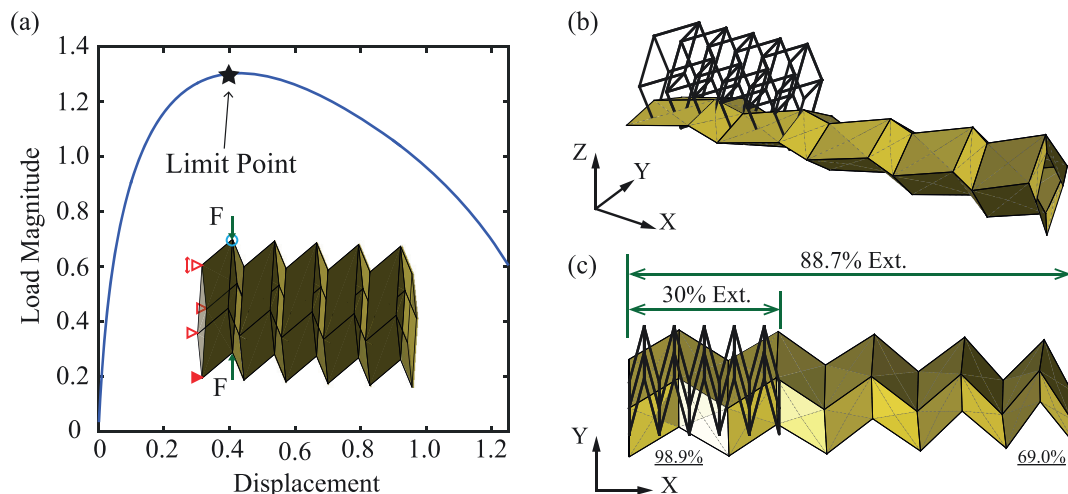 (a)
1.4
1.2
1.0
0.8
0.6
0.4
0.2
0
0
0.2
0.4
0.6
0.8
1.0
1.2
Load Magnitude
Displacement
Limit Point
F
F
(b)
Z
Y
X
(c)
88.7% Ext.
30% Ext.
Y
X
98.9%
69.0%